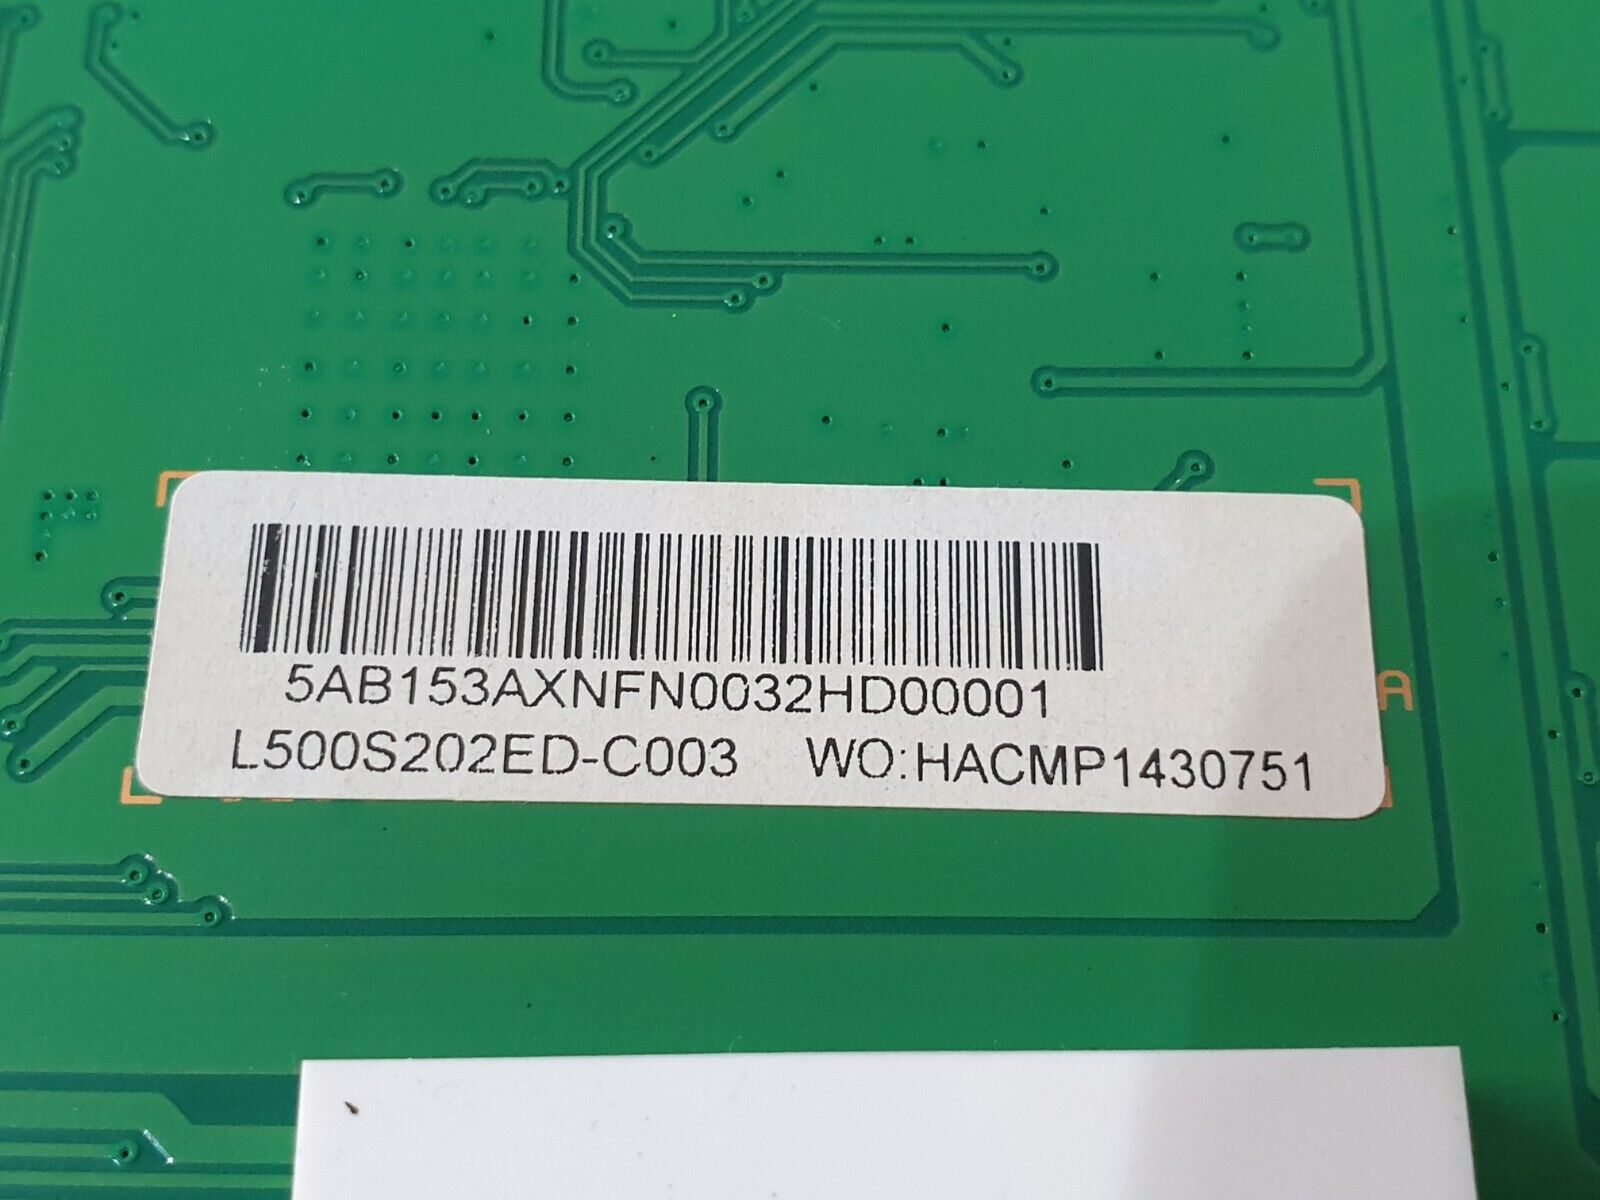 5AB153AXNFN0032HD00001
L500S202ED-C003 WO:HACMP1430751
A